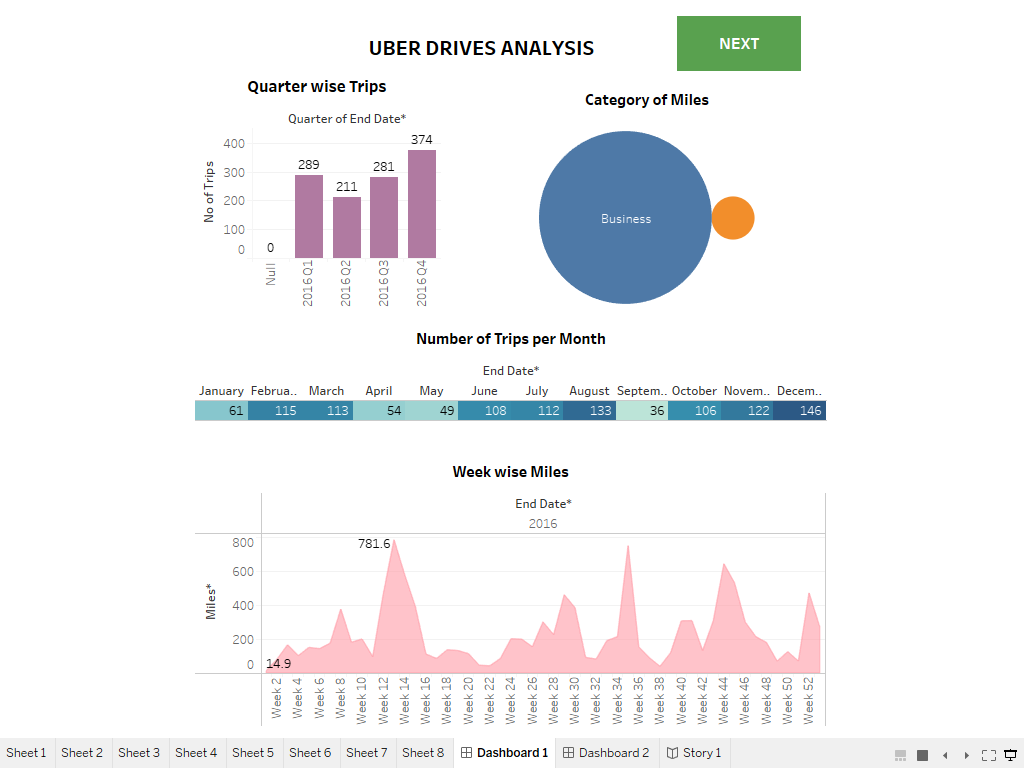 UBER DRIVES ANALYSIS
NEXT
Quarter wise Trips
Quarter of End Date*
No of Trips
400
300
200
100
0
0
289
211
281
374
Null
2016 Q1
2016 Q2
2016 Q3
2016 Q4
Category of Miles
Business
Number of Trips per Month
End Date*
January Februa.. March April May June July August Septem.. October Novem.. Decem..
61 115 113 54 49 108 112 133 36 106 122 146
Week wise Miles
End Date*
2016
Miles*
800
600
400
200
0
781.6
14.9
Week 2
Week 4
Week 6
Week 8
Week 10
Week 12
Week 14
Week 16
Week 18
Week 20
Week 22
Week 24
Week 26
Week 28
Week 30
Week 32
Week 34
Week 36
Week 38
Week 40
Week 42
Week 44
Week 46
Week 48
Week 50
Week 52
Sheet 1 Sheet 2 Sheet 3 Sheet 4 Sheet 5 Sheet 6 Sheet 7 Sheet 8 Dashboard 1 Dashboard 2 Story 1